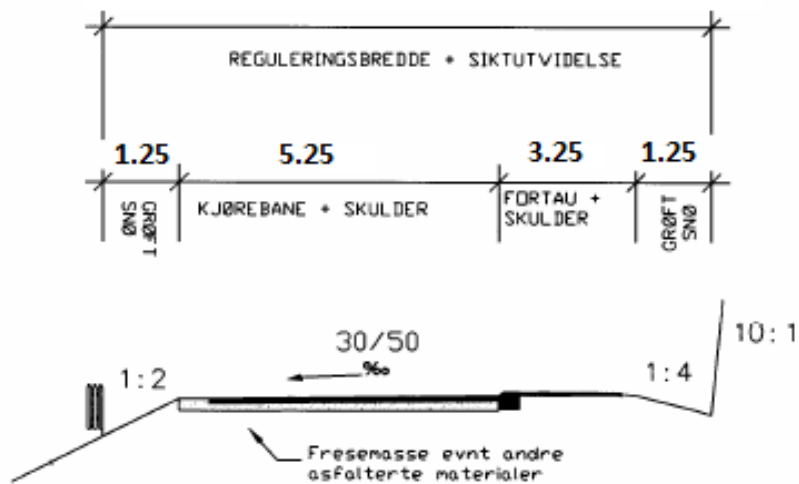 REGULERINGSBREDDE + SIKTUTVIDELSE
1.25
5.25
3.25
1.25
GRØFT
SNØ
KJØREBANE + SKULDER
FORTAU +
SKULDER
GRØFT
SNØ
30/50
‰
1:2
1:4
10:1
Fresemasse evnt andre
asfalterte materialer